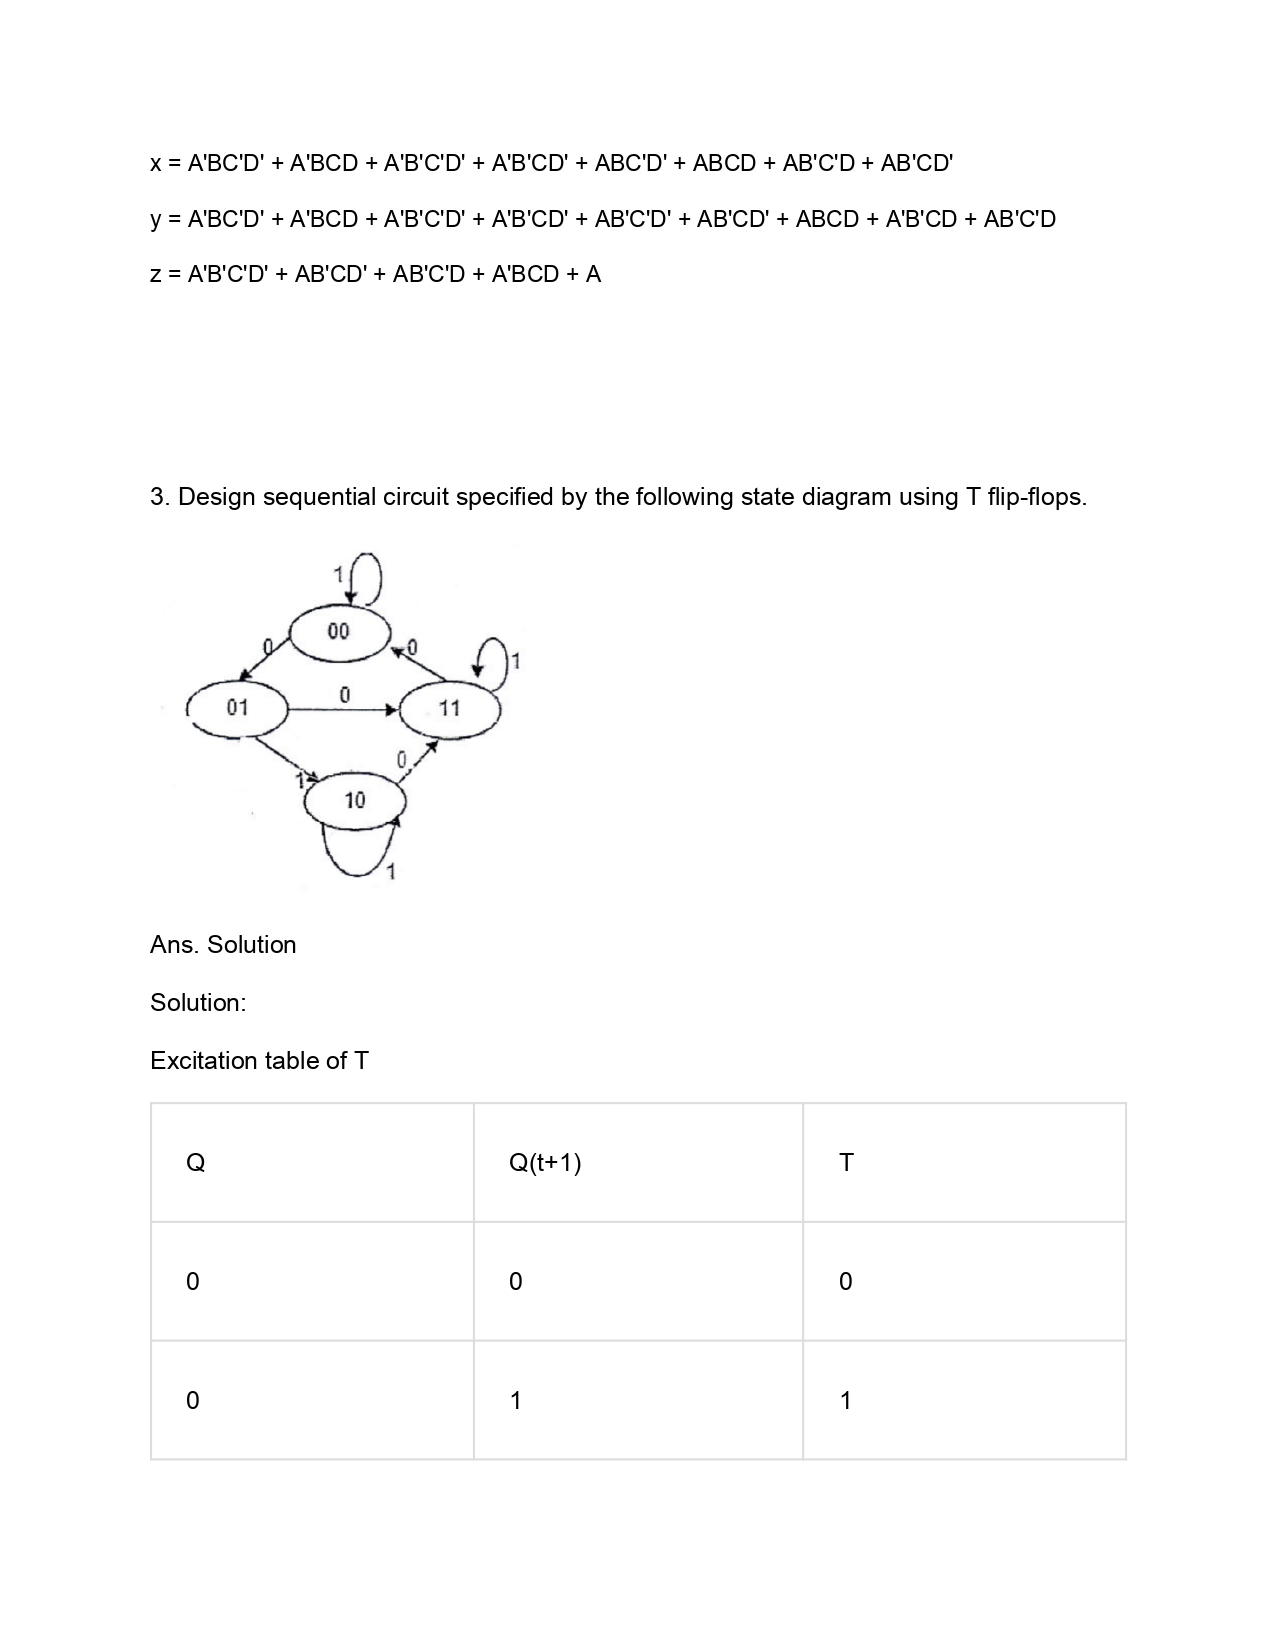 x = A'BC'D' + A'BCD + A'B'C'D' + A'B'CD' + ABC'D' + ABCD + AB'C'D + AB'CD'
y = A'BC'D' + A'BCD + A'B'C'D' + A'B'CD' + AB'C'D' + AB'CD' + ABCD + A'B'CD + AB'C'D
z = A'B'C'D' + AB'CD' + AB'C'D + A'BCD + A
3. Design sequential circuit specified by the following state diagram using T flip-flops.
1
00
0 0
1
0
01 11
0
1
10
1
Ans. Solution
Solution:
Excitation table of T
Q Q(t+1) T
0 0 0
0 1 1